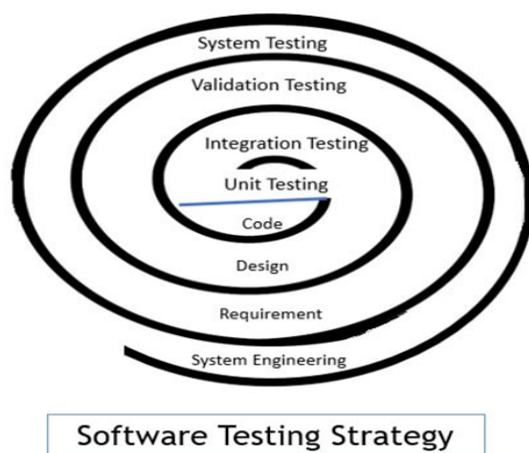 System Testing
Validation Testing
Integration Testing
Unit Testing
Code
Design
Requirement
System Engineering
Software Testing Strategy